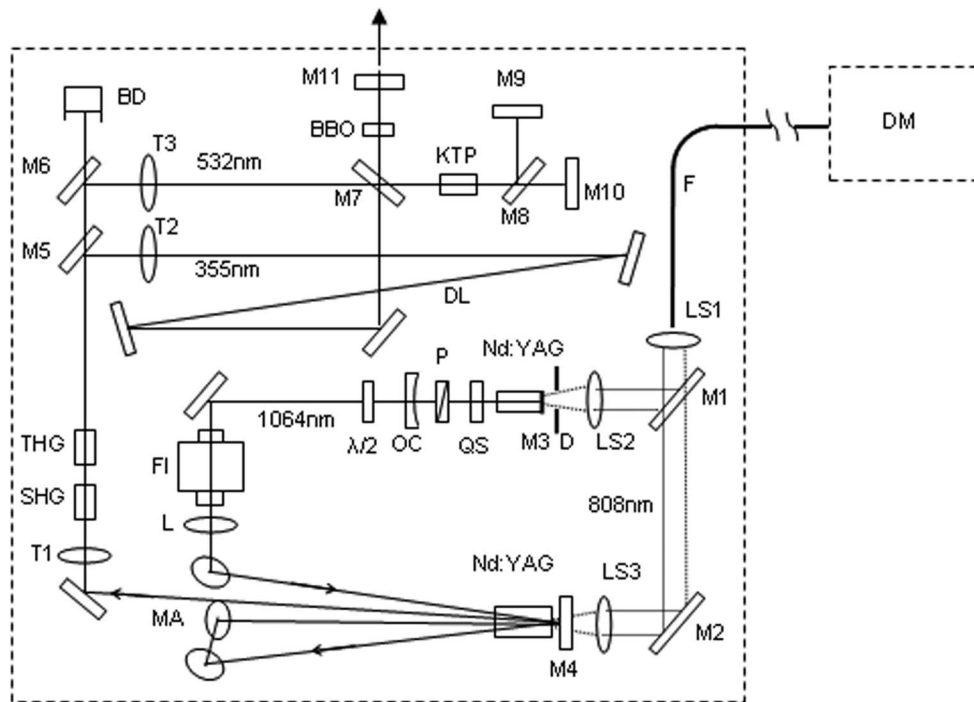 M11
M9
BD
DM
BBO
T3
KTP
M6
532nm
M7
M10
F
M8
T2
M5
355nm
DL
LS1
Nd:YAG
P
M1
1064nm
λ/2
OC
QS
M3
D
LS2
THG
FI
SHG
808nm
L
T1
Nd:YAG
LS3
MA
M2
M4